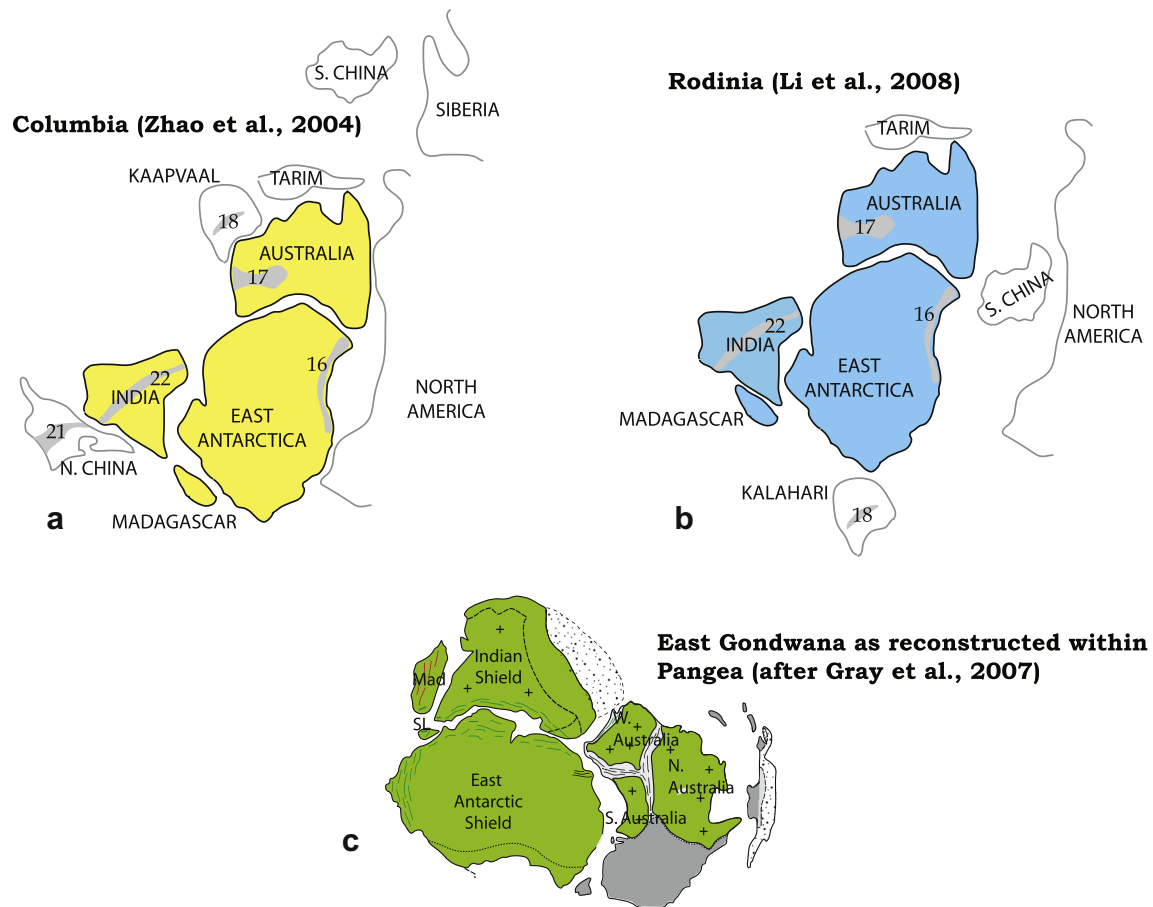 S. CHINA
SIBERIA
Columbia (Zhao et al., 2004)
KAAPVAAL
TARIM
18
AUSTRALIA
17
16
22
INDIA
EAST
ANTARCTICA
NORTH
AMERICA
21
N. CHINA
MADAGASCAR
a
Rodinia (Li et al., 2008)
TARIM
AUSTRALIA
17
S. CHINA
16
22
INDIA
NORTH
AMERICA
EAST
ANTARCTICA
MADAGASCAR
KALAHARI
18
b
East Gondwana as reconstructed within
Pangea (after Gray et al., 2007)
Indian
Shield
Mad
SL
W.
Australia
N.
Australia
East
Antarctic
Shield
S. Australia
c